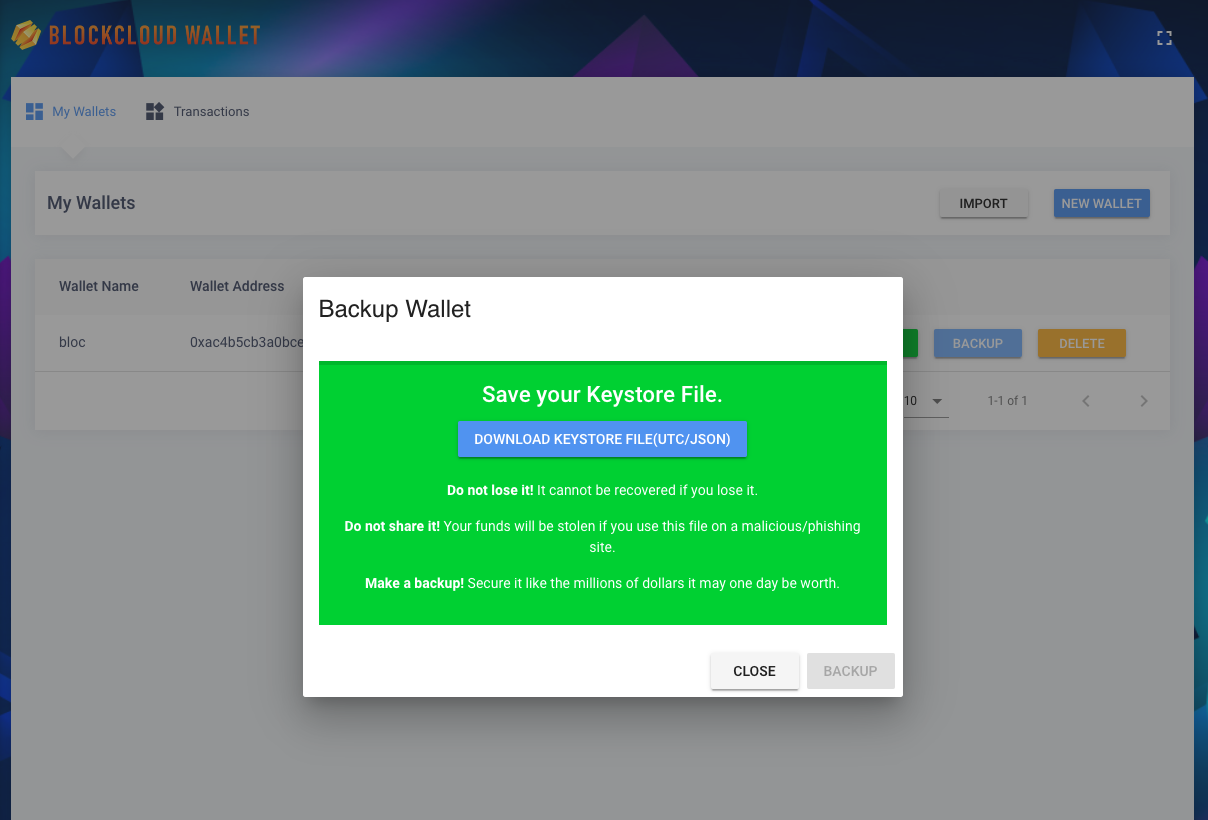 BLOCKCLOUD WALLET
My Wallets
Transactions
My Wallets
IMPORT
NEW WALLET
Wallet Name
Wallet Address
bloc
0xac4b5cb3a0bce
BACKUP
DELETE
10
1-1 of 1
Backup Wallet
Save your Keystore File.
DOWNLOAD KEYSTORE FILE(UTC/JSON)
Do not lose it! It cannot be recovered if you lose it.
Do not share it! Your funds will be stolen if you use this file on a malicious/phishing
site.
Make a backup! Secure it like the millions of dollars it may one day be worth.
CLOSE
BACKUP